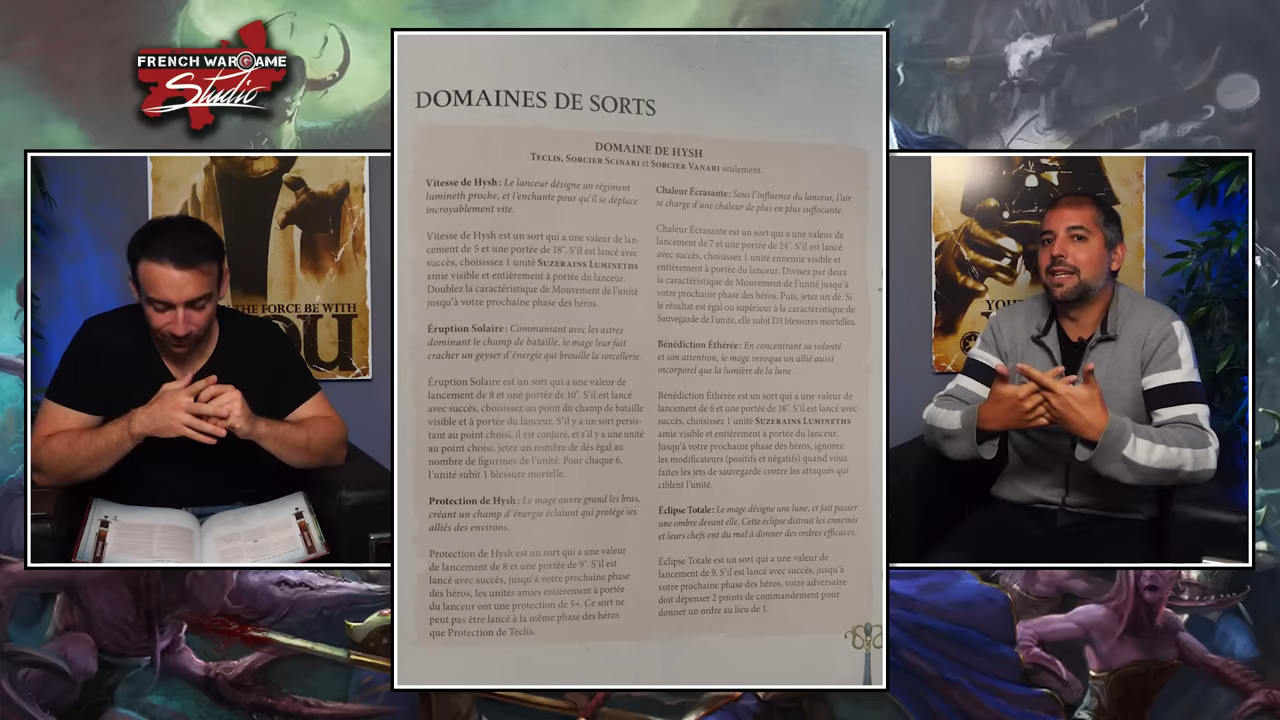 FRENCH WARGAME
Studio
DOMAINES DE SORTS
DOMAINE DE HYSH
TECLIS, SORCIER SCINARI et SORCIER VANARI seulement.
Vitesse de Hysh : Le lanceur désigne un régiment
lumineth proche, et l'enchante pour qu'il se déplace
incroyablement vite.
Vitesse de Hysh est un sort qui a une valeur de lan-
cement de 5 et une portée de 18". S'il est lancé avec
succès, choisissez 1 unité SUZERAINS LUMINETHS
amie visible et entièrement à portée du lanceur.
Doublez la caractéristique de Mouvement de l'unité
jusqu'à votre prochaine phase des héros.
Éruption Solaire : Communiant avec les astres
dominant le champ de bataille, le mage leur fait
cracher un geyser d'énergie qui brouille la sorcellerie.
Éruption Solaire est un sort qui a une valeur de
lancement de 8 et une portée de 10". S'il est lancé
avec succès, choisissez un point du champ de bataille
visible et à portée du lanceur. S'il y a un sort persis-
tant au point choisi, il est conjuré, et s'il y a une unité
au point choisi, jetez un nombre de dés égal au
nombre de figurines de l'unité. Pour chaque 6,
l'unité subit 1 blessure mortelle.
Protection de Hysh : Le mage ouvre grand les bras,
créant un champ d'énergie éclatant qui protège ses
alliés des environs.
Protection de Hysh est un sort qui a une valeur
de lancement de 8 et une portée de 9". S'il est
lancé avec succès, jusqu'à votre prochaine phase
des héros, les unités amies entièrement à portée
du lanceur ont une protection de 5+. Ce sort ne
peut pas être lancé à la même phase des héros
que Protection de Teclis.
Chaleur Écrasante : Sous l'influence du lanceur, l'air
se charge d'une chaleur de plus en plus suffocante.
Chaleur Écrasante est un sort qui a une valeur de
lancement de 7 et une portée de 24". S'il est lancé
avec succès, choisissez 1 unité ennemie visible et
entièrement à portée du lanceur. Divisez par deux
la caractéristique de Mouvement de l'unité jusqu'à
votre prochaine phase des héros. Puis, jetez un dé. Si
le résultat est égal ou supérieur à la caractéristique de
Sauvegarde de l'unité, elle subit D3 blessures mortelles.
Bénédiction Éthérée : En concentrant sa volonté
et son attention, le mage invoque un allié aussi
incorporel que la lumière de la lune.
Bénédiction Éthérée est un sort qui a une valeur de
lancement de 6 et une portée de 18". S'il est lancé avec
succès, choisissez 1 unité SUZERAINS LUMINETHS
amie visible et entièrement à portée du lanceur.
Jusqu'à votre prochaine phase des héros, ignorez
les modificateurs (positifs et négatifs) quand vous
faites les jets de sauvegarde contre les attaques qui
ciblent l'unité.
Éclipse Totale : Le mage désigne une lune, et fait passer
une ombre devant elle. Cette éclipse distrait les ennemis
et leurs chefs ont du mal à donner des ordres efficaces.
Éclipse Totale est un sort qui a une valeur de
lancement de 9. S'il est lancé avec succès, jusqu'à
votre prochaine phase des héros, votre adversaire
doit dépenser 2 points de commandement pour
donner un ordre au lieu de 1.
THE FORCE BE WITH
OU
YOU